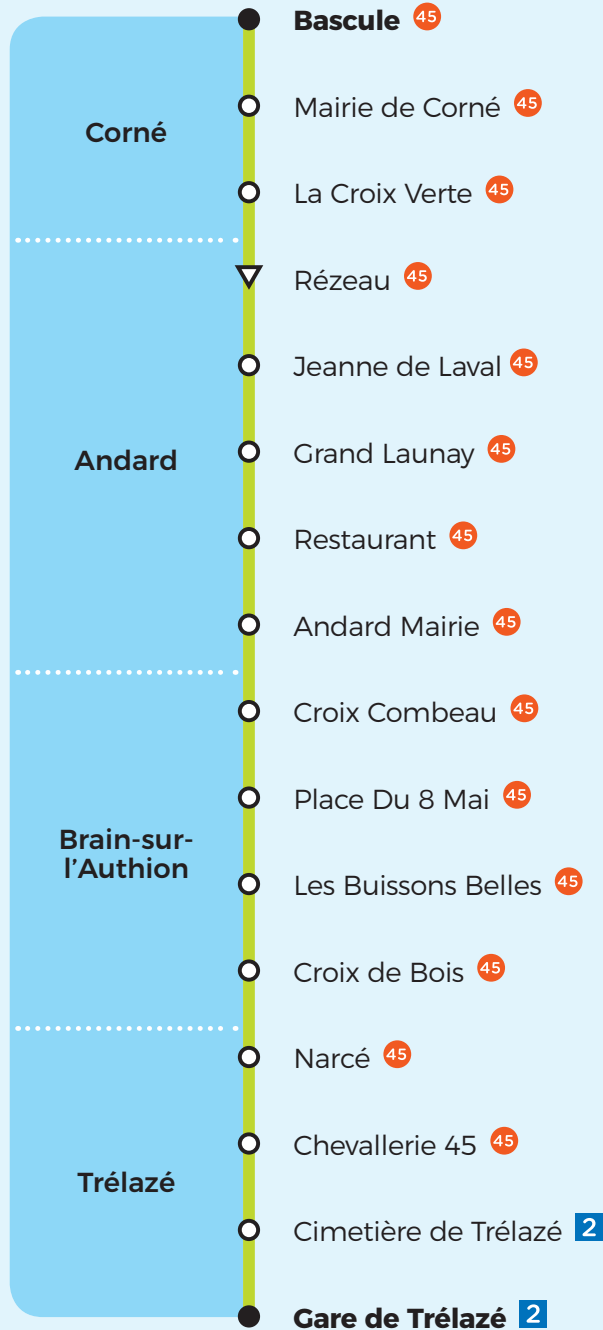 Bascule 45
Corné
Mairie de Corné 45
La Croix Verte 45
Rézeau 45
Jeanne de Laval 45
Andard
Grand Launay 45
Restaurant 45
Andard Mairie 45
Croix Combeau 45
Place Du 8 Mai 45
Brain-sur-
l'Authion
Les Buissons Belles 45
Croix de Bois 45
Narcé 45
Chevallerie 45 45
Trélazé
Cimetière de Trélazé 2
Gare de Trélazé 2